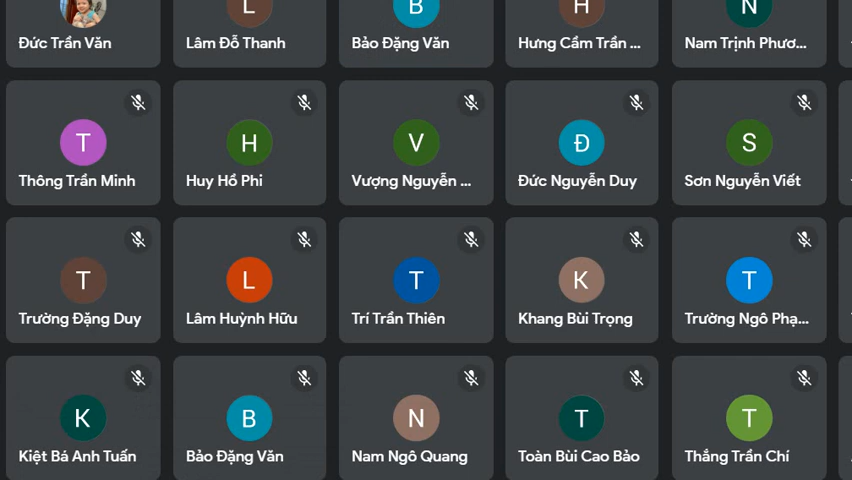 L
B
H
N
Đức Trần Văn
Lâm Đỗ Thanh
Bảo Đặng Văn
Hưng Cầm Trần ...
Nam Trịnh Phươ...
T
H
V
Đ
S
Thông Trần Minh
Huy Hồ Phi
Vượng Nguyễn ...
Đức Nguyễn Duy
Sơn Nguyễn Viết
T
L
T
K
T
Trường Đặng Duy
Lâm Huỳnh Hữu
Trí Trần Thiên
Khang Bùi Trọng
Trường Ngô Phạ...
K
B
N
T
T
Kiệt Bá Anh Tuấn
Bảo Đặng Văn
Nam Ngô Quang
Toàn Bùi Cao Bảo
Thắng Trần Chí